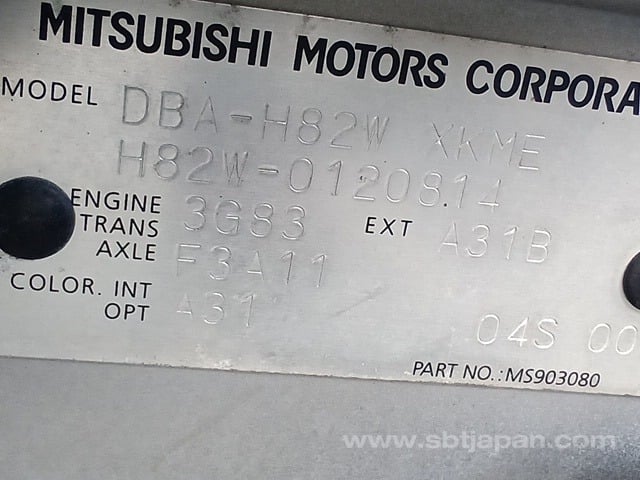 MITSUBISHI MOTORS CORPORA
MODEL DBA-H82W XKME
H82W-0120814
ENGINE 3G83 EXT A31B
TRANS
AXLE F3A11
COLOR. INT A31
OPT 04S 00
PART NO.: MS903080
www.sbtjapan.com